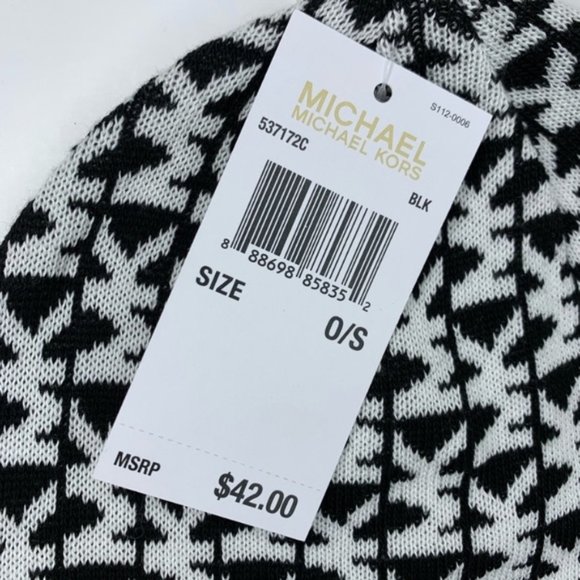 S112-0006
MICHAEL
MICHAEL KORS
537172C
BLK
8 88698 85835 2
SIZE
O/S
MSRP
$42.00